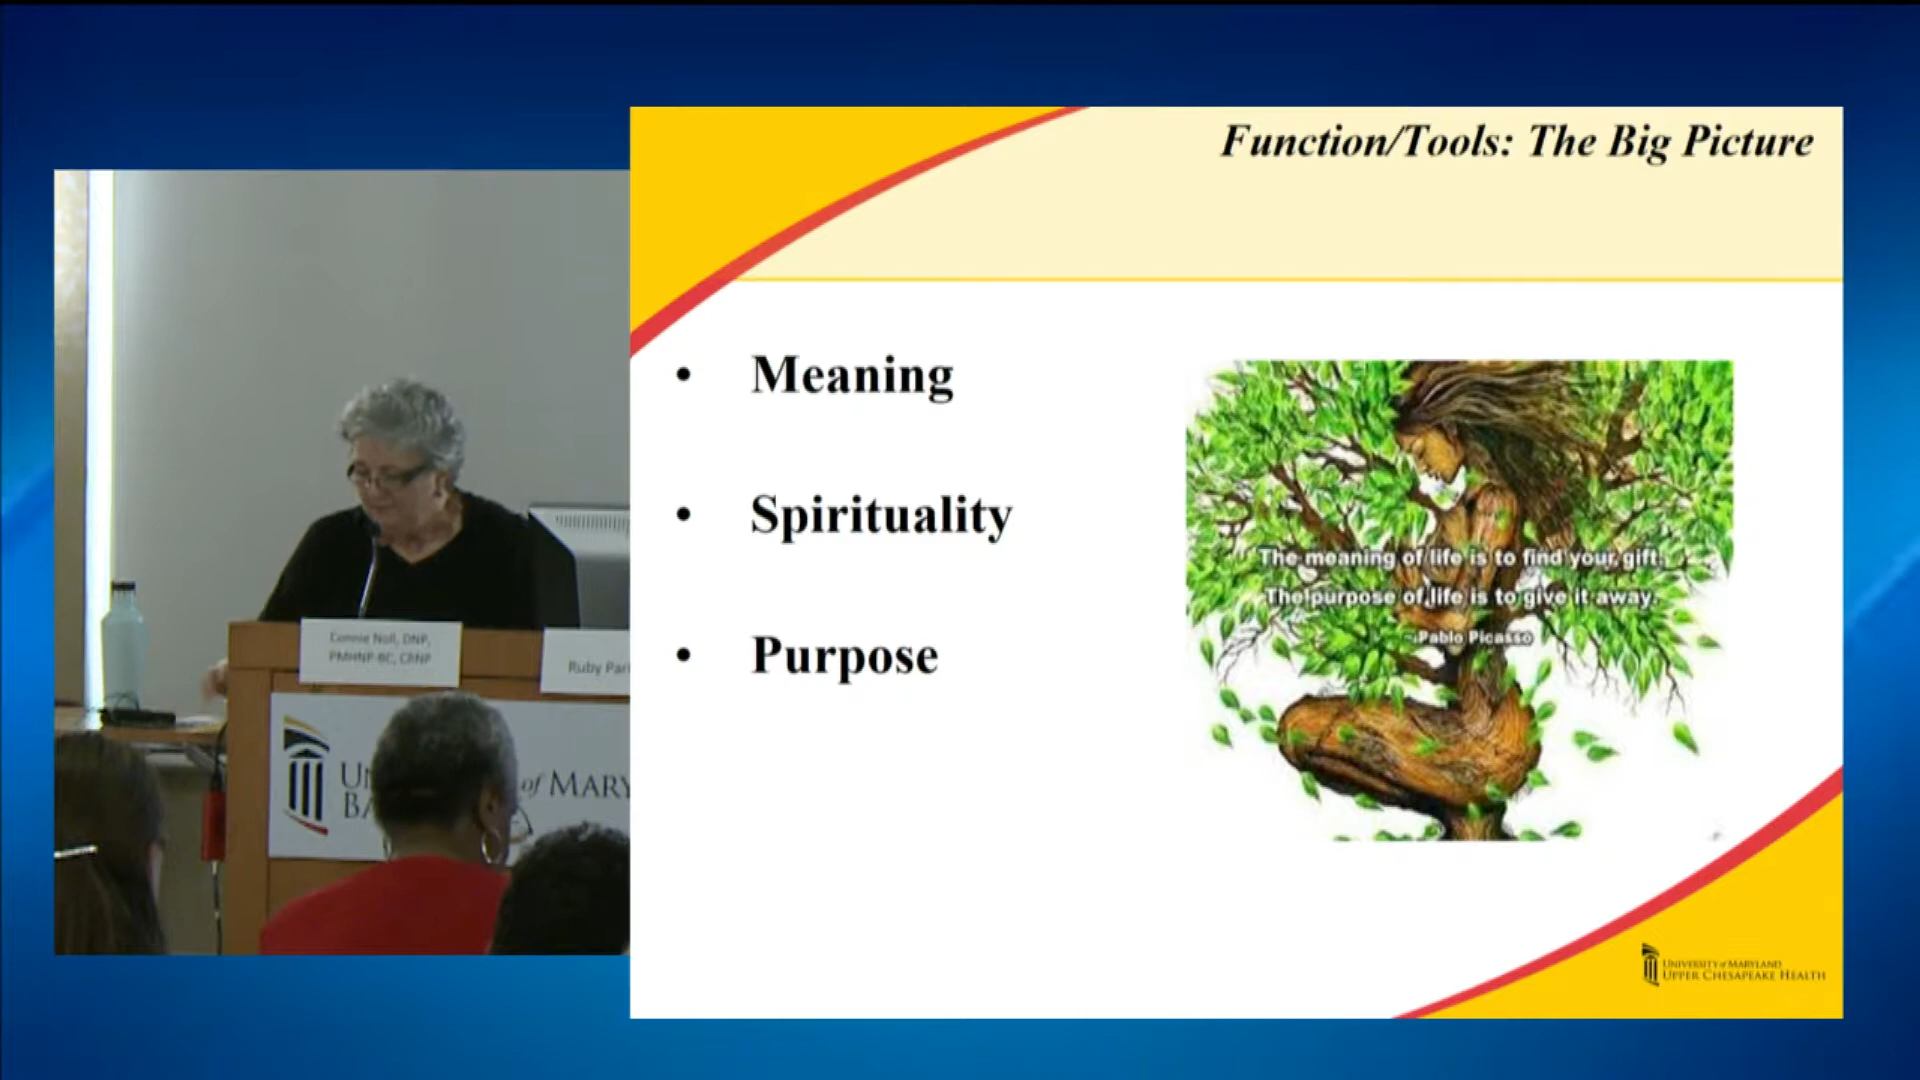 Function/Tools: The Big Picture
• Meaning
• Spirituality
• Purpose
The meaning of life is to find your gift.
The purpose of life is to give it away.
~Pablo Picasso
Connie Noll, DNP,
PMHNP-BC, CRNP
Ruby
of MARY
UNIVERSITY of MARYLAND
UPPER CHESAPEAKE HEALTH